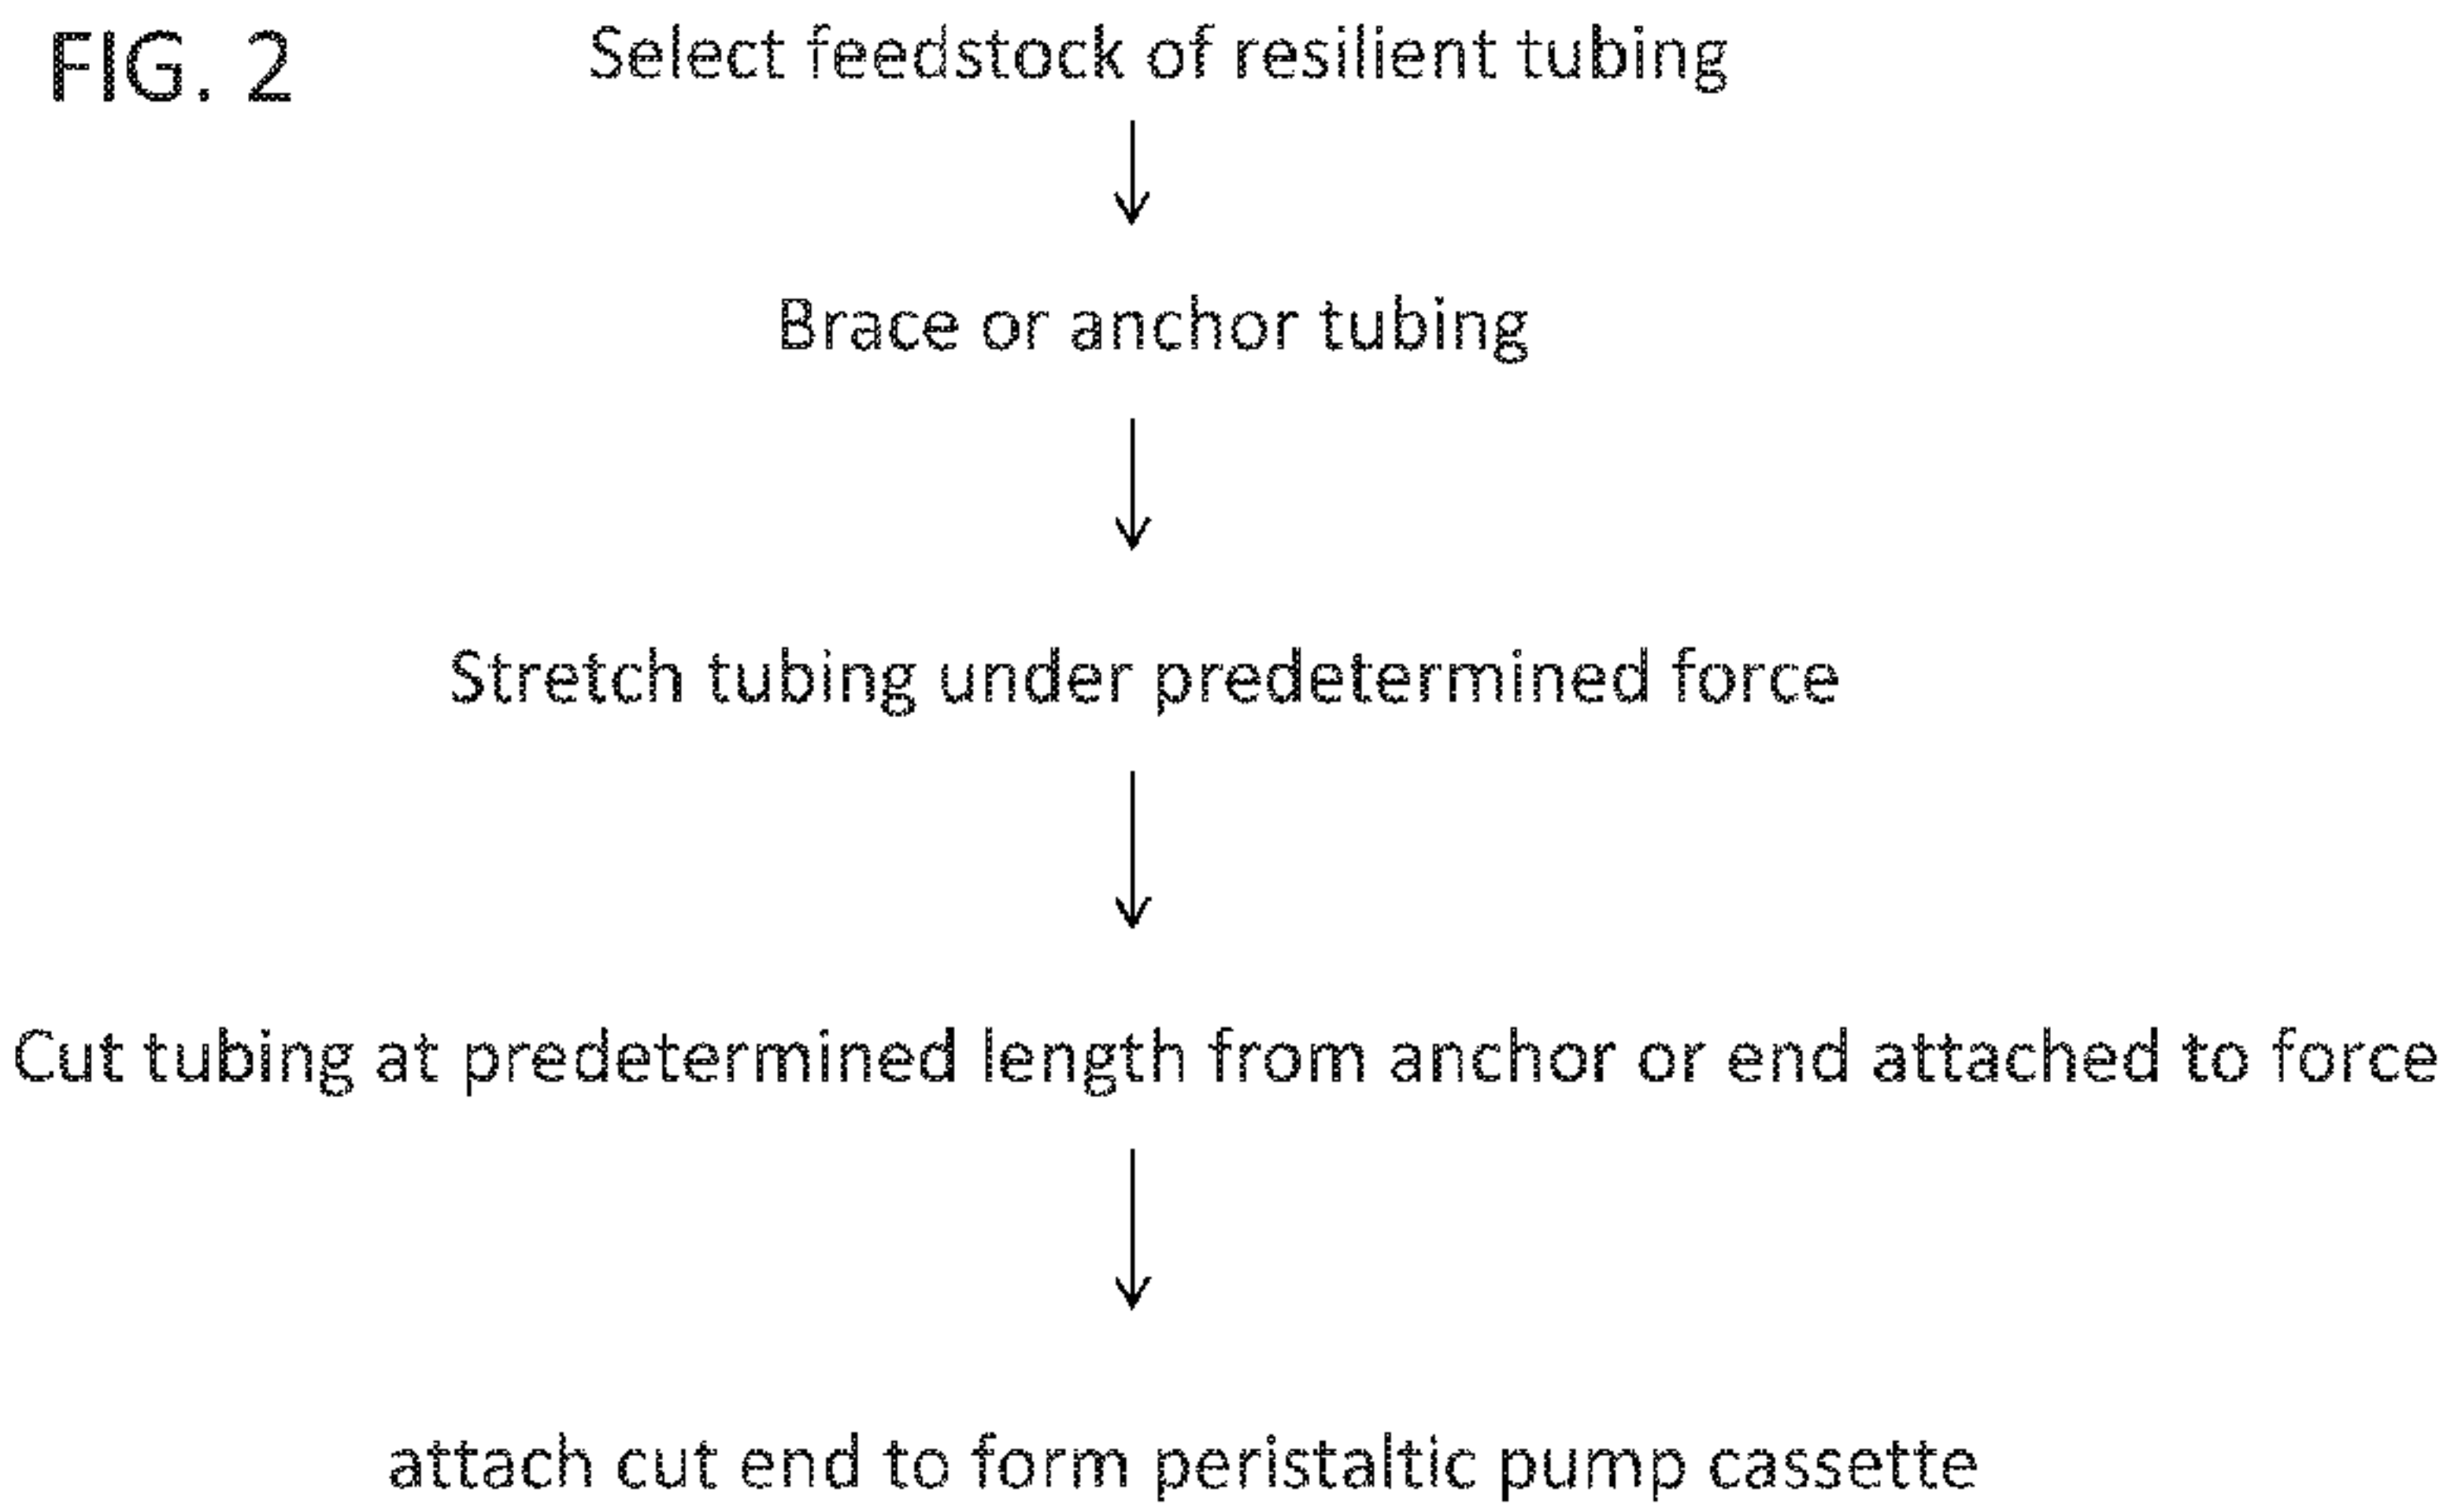 FIG. 2
Select feedstock of resilient tubing
Brace or anchor tubing
Stretch tubing under predetermined force
Cut tubing at predetermined length from anchor or end attached to force
attach cut end to form peristaltic pump cassette